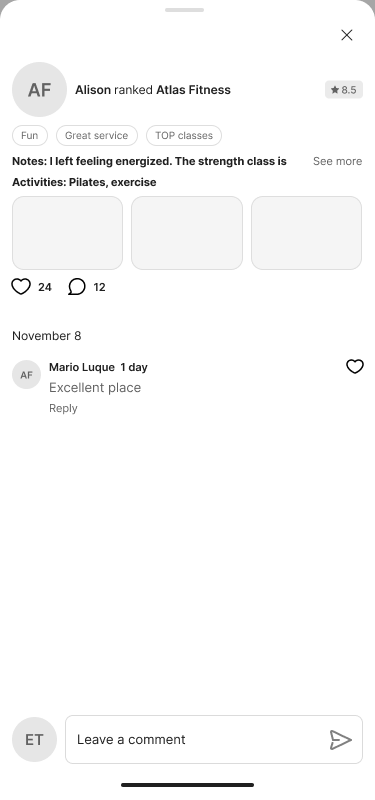 AF
Alison ranked Atlas Fitness
8.5
Fun
Great service
TOP classes
Notes: I left feeling energized. The strength class is
See more
Activities: Pilates, exercise
24
12
November 8
AF
Mario Luque 1 day
Excellent place
Reply
ET
Leave a comment